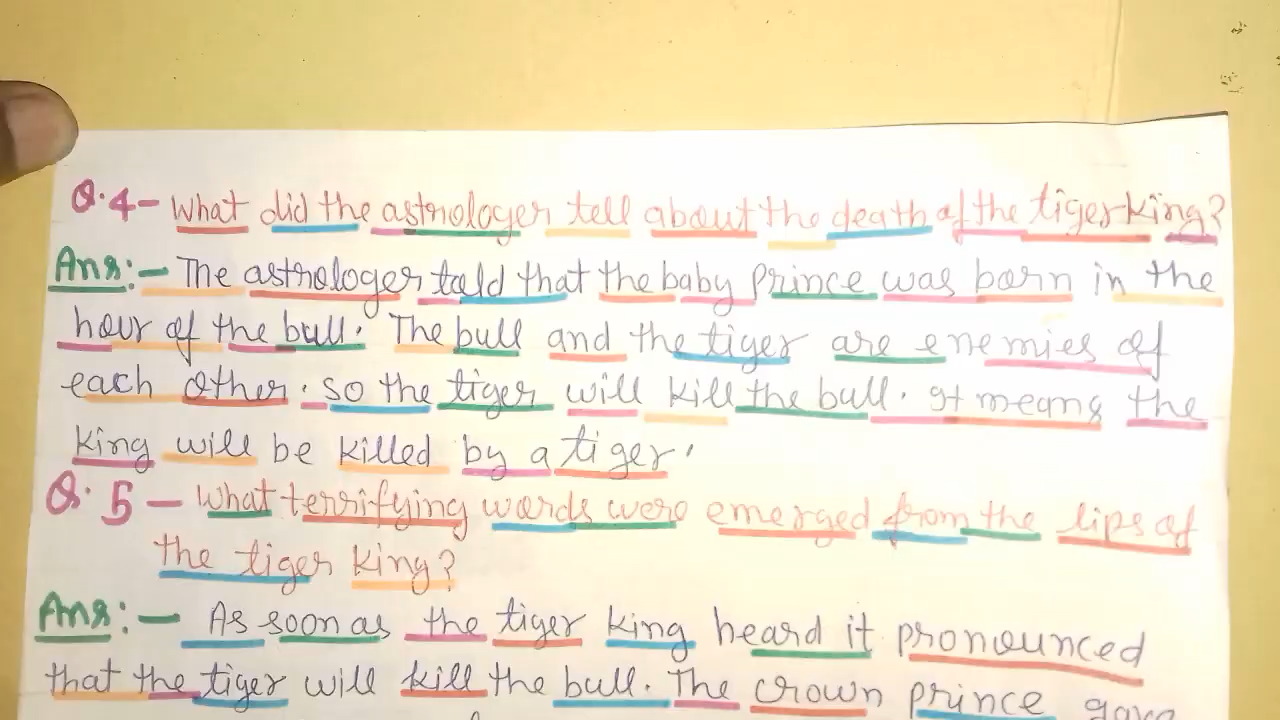 Q.4- What did the astrologer tell about the death of the tiger king?
Ans:- The astrologer told that the baby prince was born in the
hour of the bull. The bull and the tiger are enemies of
each other. so the tiger will kill the bull. It means the
king will be killed by a tiger.
Q.5- What terrifying words were emerged from the lips of
the tiger king?
Ans:- As soon as the tiger king heard it pronounced
that the tiger will kill the bull. The crown prince gave